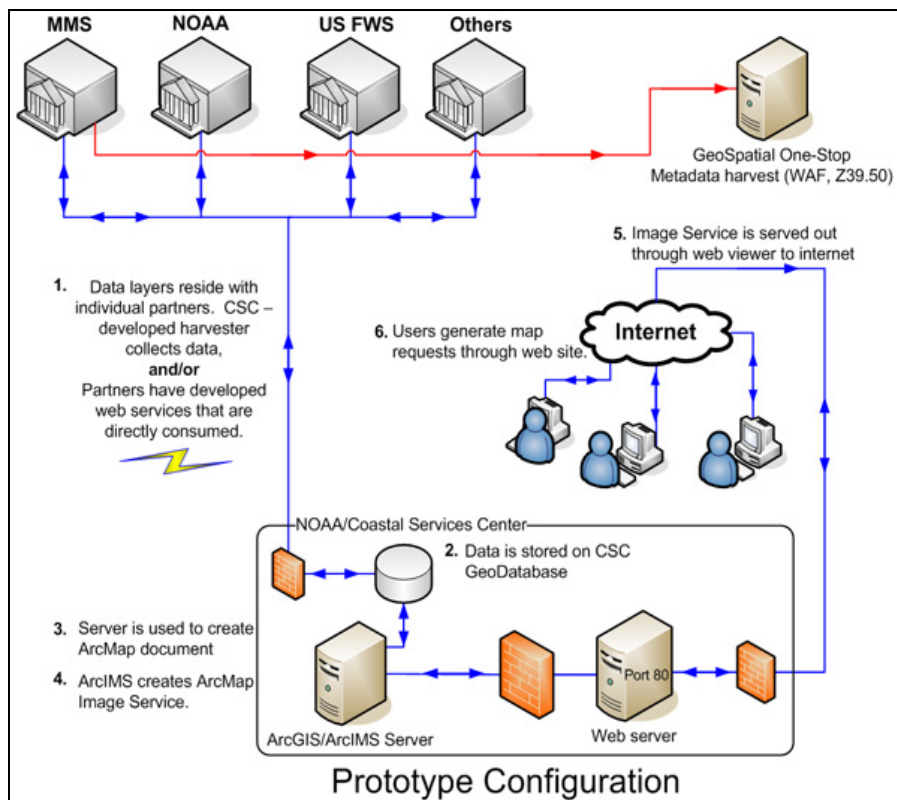 MMS
NOAA
US FWS
Others
GeoSpatial One-Stop
Metadata harvest (WAF, Z39.50)
1. Data layers reside with
individual partners. CSC –
developed harvester
collects data,
and/or
Partners have developed
web services that are
directly consumed.
5. Image Service is served out
through web viewer to internet
6. Users generate map
requests through web site.
Internet
NOAA/Coastal Services Center
2. Data is stored on CSC
GeoDatabase
3. Server is used to create
ArcMap document
4. ArcIMS creates ArcMap
Image Service.
Port 80
ArcGIS/ArcIMS Server
Web server
Prototype Configuration